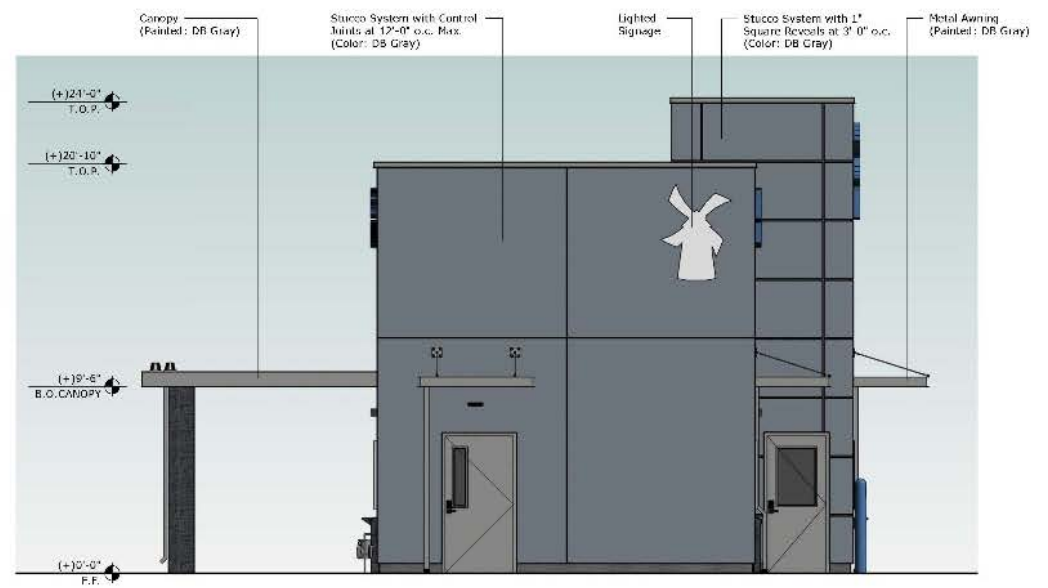 Canopy
(Painted: DB Gray)
Stucco System with Control
Joints at 12'-0" o.c. Max.
(Color: DB Gray)
Lighted
Signage
Stucco System with 1"
Square Reveals at 3'-0" o.c.
(Color: DB Gray)
Metal Awning
(Painted: DB Gray)
(+)24'-0"
T.O.P.
(+)20'-10"
T.O.P.
(+)9'-6"
B.O.CANOPY
(+)0'-0"
F.F.